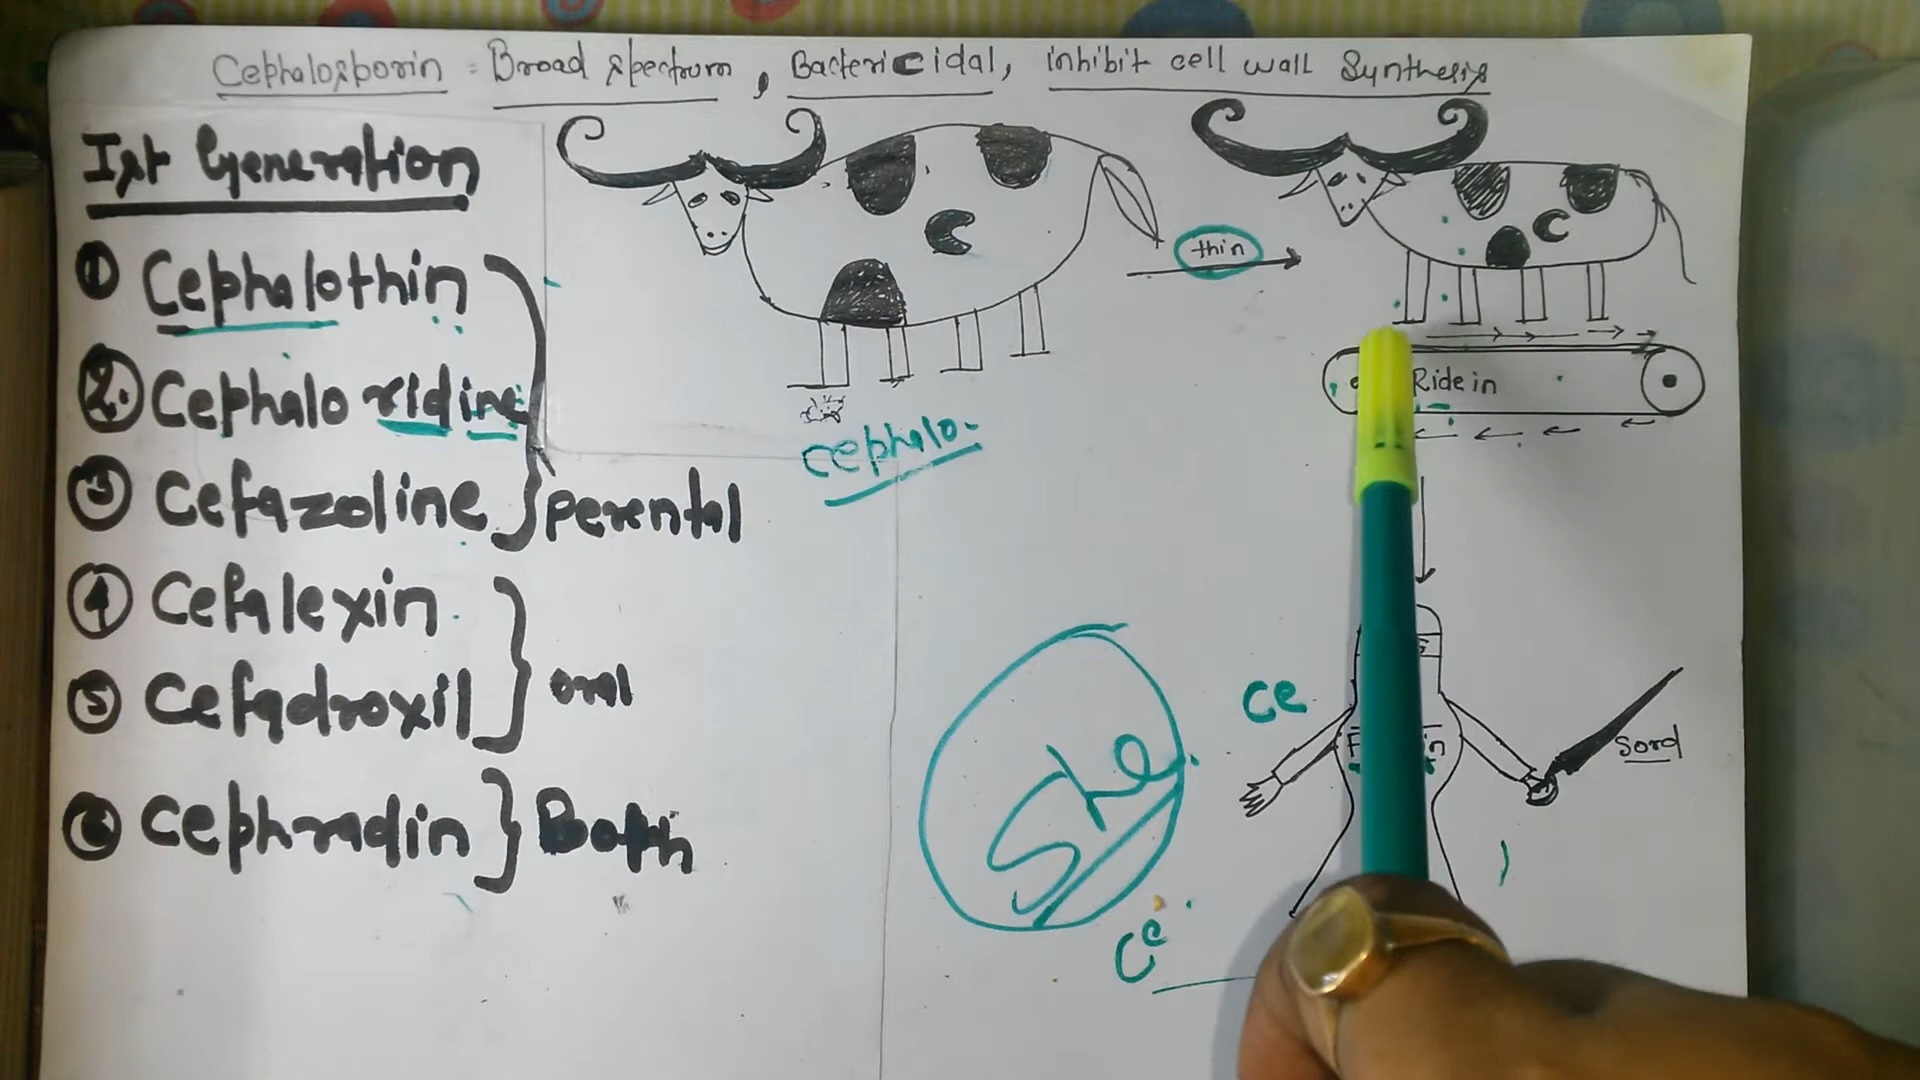 Cephalosporin = Broad spectrum, Bactericidal, inhibit cell wall Synthesis
Ist Generation
① Cephalothin
2. Cephalo ridine
③ Cefazoline
perental
④ Cefalexin
⑤ Cefadroxil
oral
⑥ Cephradin
Both
cephalo-
thin
Ride in
Ce
Sord
She
Ce